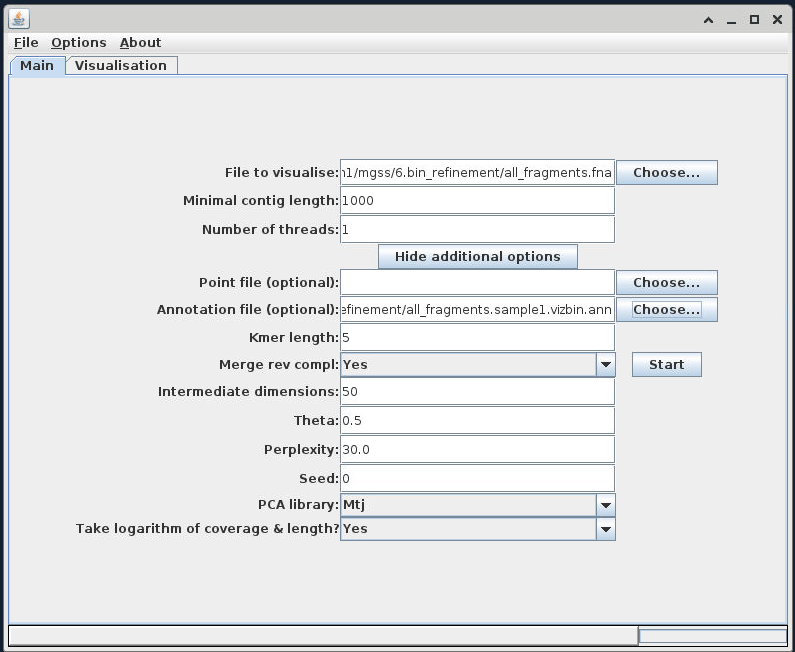 File Options About
Main Visualisation
File to visualise: 1/mgss/6.bin_refinement/all_fragments.fna Choose...
Minimal contig length: 1000
Number of threads: 1
Hide additional options
Point file (optional): Choose...
Annotation file (optional): efinement/all_fragments.sample1.vizbin.ann Choose...
Kmer length: 5
Merge rev compl: Yes Start
Intermediate dimensions: 50
Theta: 0.5
Perplexity: 30.0
Seed: 0
PCA library: Mtj
Take logarithm of coverage & length? Yes